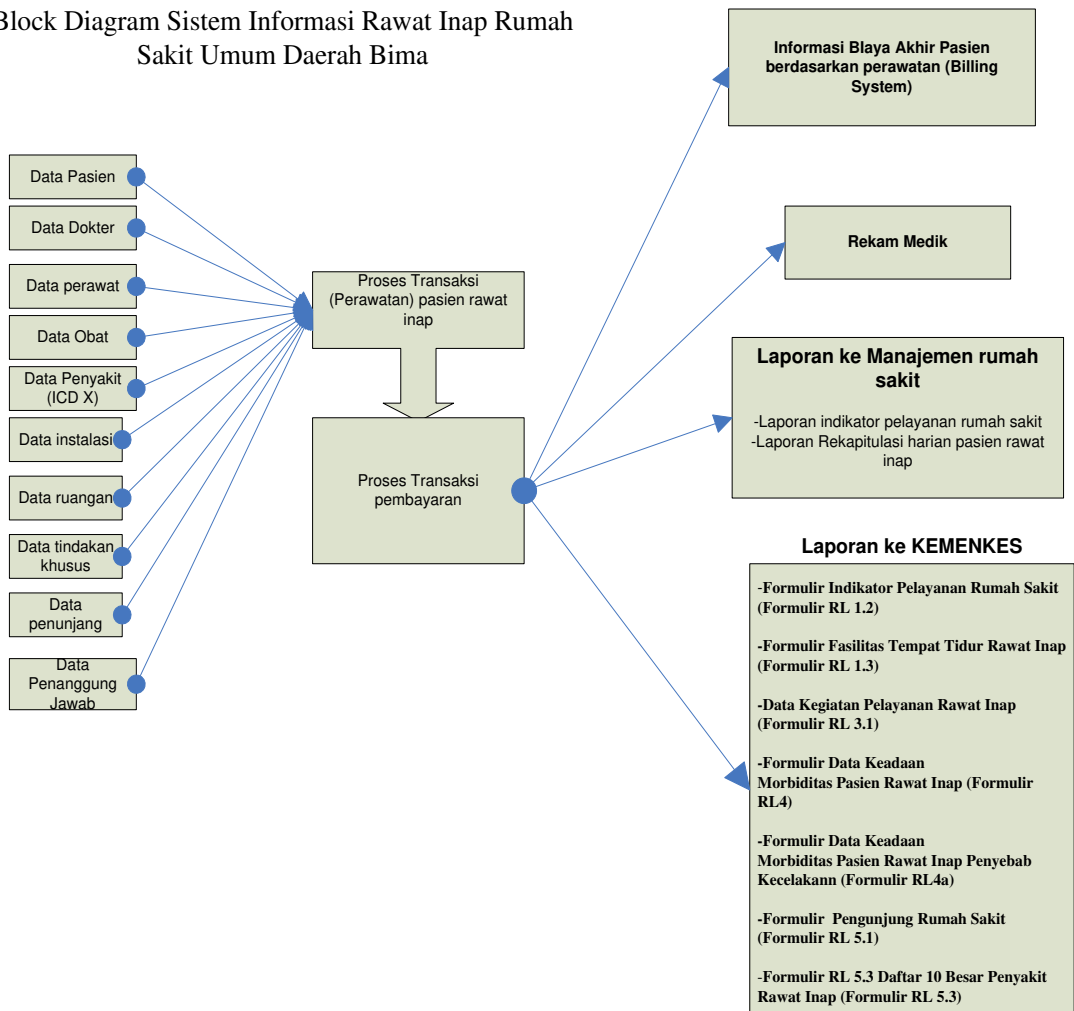 Block Diagram Sistem Informasi Rawat Inap Rumah
Sakit Umum Daerah Bima
Data Pasien
Data Dokter
Data perawat
Data Obat
Data Penyakit
(ICD X)
Data instalasi
Data ruangan
Data tindakan
khusus
Data
penunjang
Data
Penanggung
Jawab
Proses Transaksi
(Perawatan) pasien rawat
inap
Proses Transaksi
pembayaran
Informasi BIaya Akhir Pasien
berdasarkan perawatan (Billing
System)
Rekam Medik
Laporan ke Manajemen rumah
sakit
-Laporan indikator pelayanan rumah sakit
-Laporan Rekapitulasi harian pasien rawat
inap
Laporan ke KEMENKES
-Formulir Indikator Pelayanan Rumah Sakit
(Formulir RL 1.2)
-Formulir Fasilitas Tempat Tidur Rawat Inap
(Formulir RL 1.3)
-Data Kegiatan Pelayanan Rawat Inap
(Formulir RL 3.1)
-Formulir Data Keadaan
Morbiditas Pasien Rawat Inap (Formulir
RL4)
-Formulir Data Keadaan
Morbiditas Pasien Rawat Inap Penyebab
Kecelakann (Formulir RL4a)
-Formulir Pengunjung Rumah Sakit
(Formulir RL 5.1)
-Formulir RL 5.3 Daftar 10 Besar Penyakit
Rawat Inap (Formulir RL 5.3)